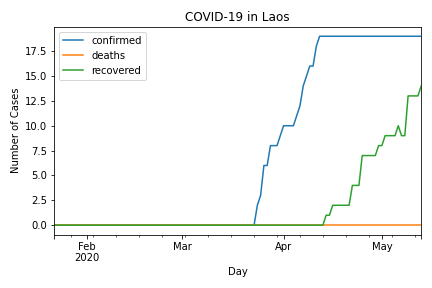 COVID-19 in Laos
confirmed
deaths
recovered
Number of Cases
17.5
15.0
12.5
10.0
7.5
5.0
2.5
0.0
Feb Mar Apr May
2020
Day